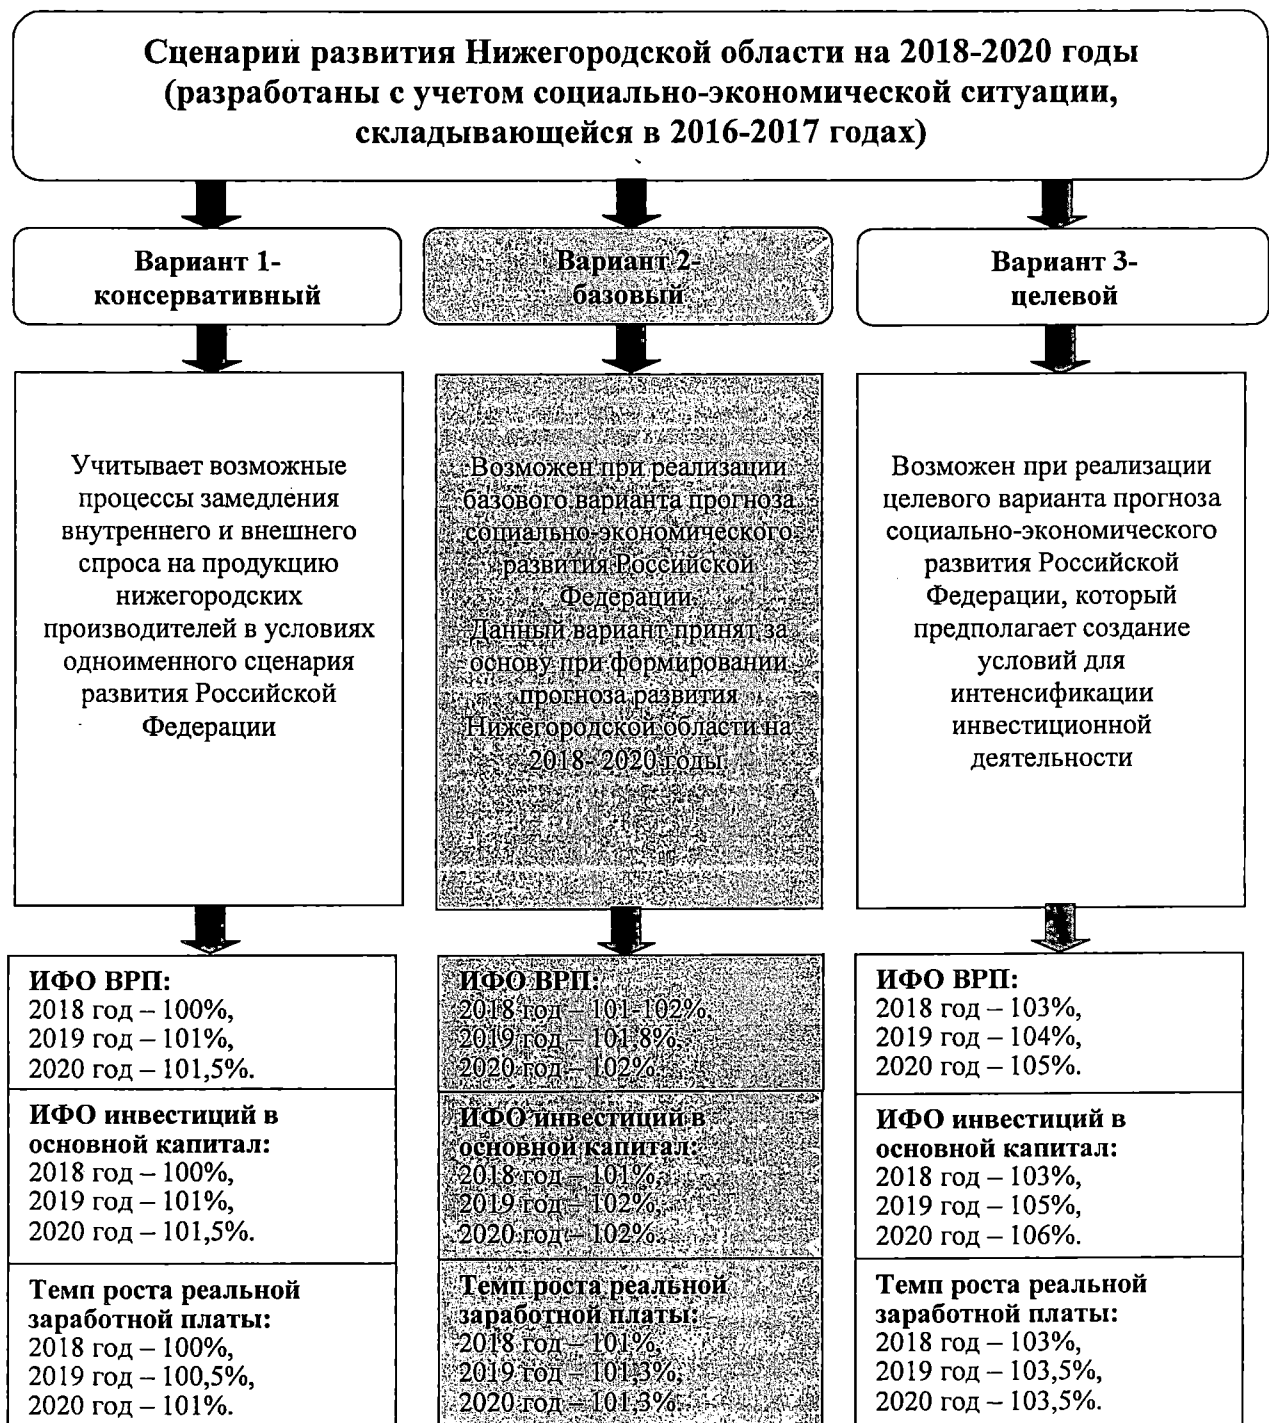 Сценарии развития Нижегородской области на 2018-2020 годы
(разработаны с учетом социально-экономической ситуации,
складывающейся в 2016-2017 годах)
Вариант 1-
консервативный
Вариант 2-
базовый
Вариант 3-
целевой
Учитывает возможные
процессы замедления
внутреннего и внешнего
спроса на продукцию
нижегородских
производителей в условиях
одноименного сценария
развития Российской
Федерации
Возможен при реализации
базового варианта прогноза
социально-экономического
развития Российской
Федерации.
Данный вариант принят за
основу при формировании
прогноза развития
Нижегородской области на
2018- 2020 годы.
Возможен при реализации
целевого варианта прогноза
социально-экономического
развития Российской
Федерации, который
предполагает создание
условий для
интенсификации
инвестиционной
деятельности
ИФО ВРП:
2018 год – 100%,
2019 год – 101%,
2020 год – 101,5%.
ИФО инвестиций в
основной капитал:
2018 год – 100%,
2019 год – 101%,
2020 год – 101,5%.
Темп роста реальной
заработной платы:
2018 год – 100%,
2019 год – 100,5%,
2020 год – 101%.
ИФО ВРП:
2018 год – 101-102%,
2019 год – 101,8%,
2020 год – 102%.
ИФО инвестиций в
основной капитал:
2018 год – 101%,
2019 год – 102%,
2020 год – 102%.
Темп роста реальной
заработной платы:
2018 год – 101%,
2019 год – 101,3%,
2020 год – 101,3%.
ИФО ВРП:
2018 год – 103%,
2019 год – 104%,
2020 год – 105%.
ИФО инвестиций в
основной капитал:
2018 год – 103%,
2019 год – 105%,
2020 год – 106%.
Темп роста реальной
заработной платы:
2018 год – 103%,
2019 год – 103,5%,
2020 год – 103,5%.